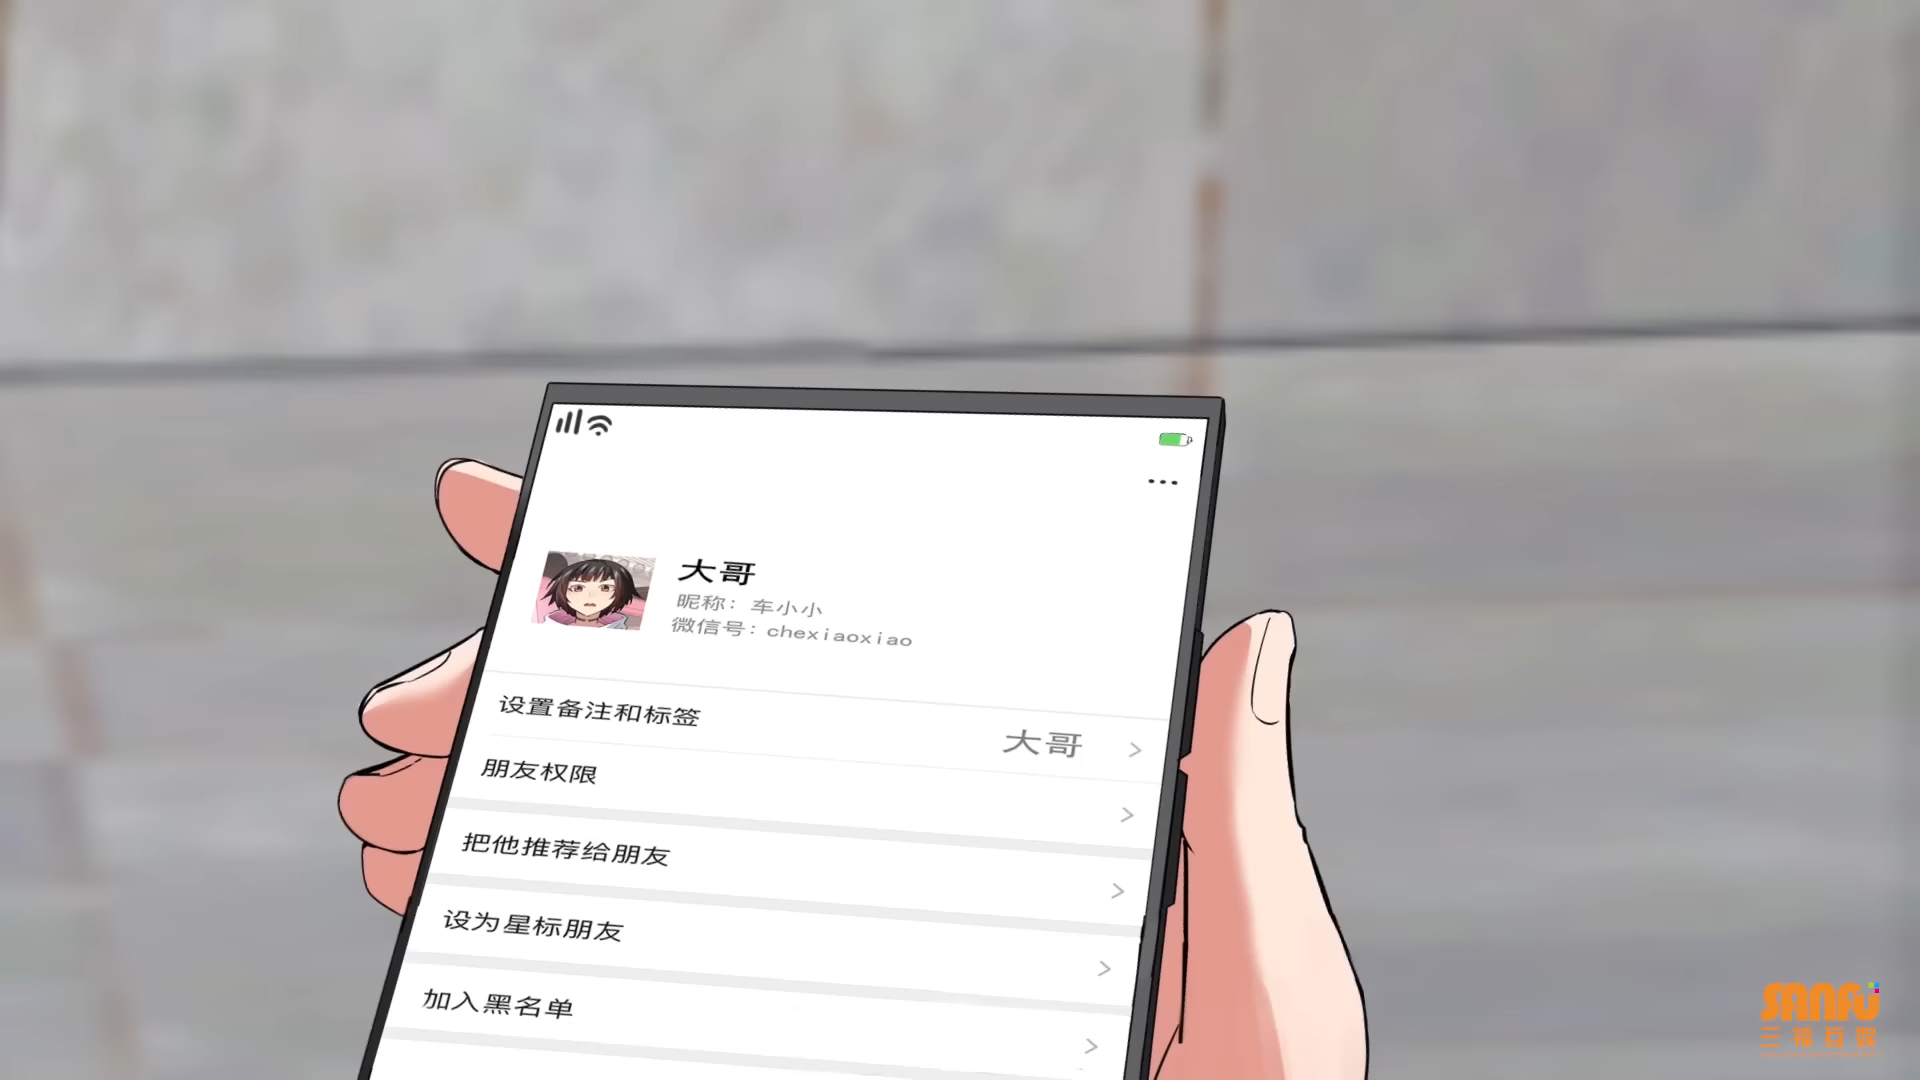 大哥
昵称：车小小
微信号：chexiaoxiao
设置备注和标签
大哥
朋友权限
把他推荐给朋友
设为星标朋友
加入黑名单
SANFU
三福互娱